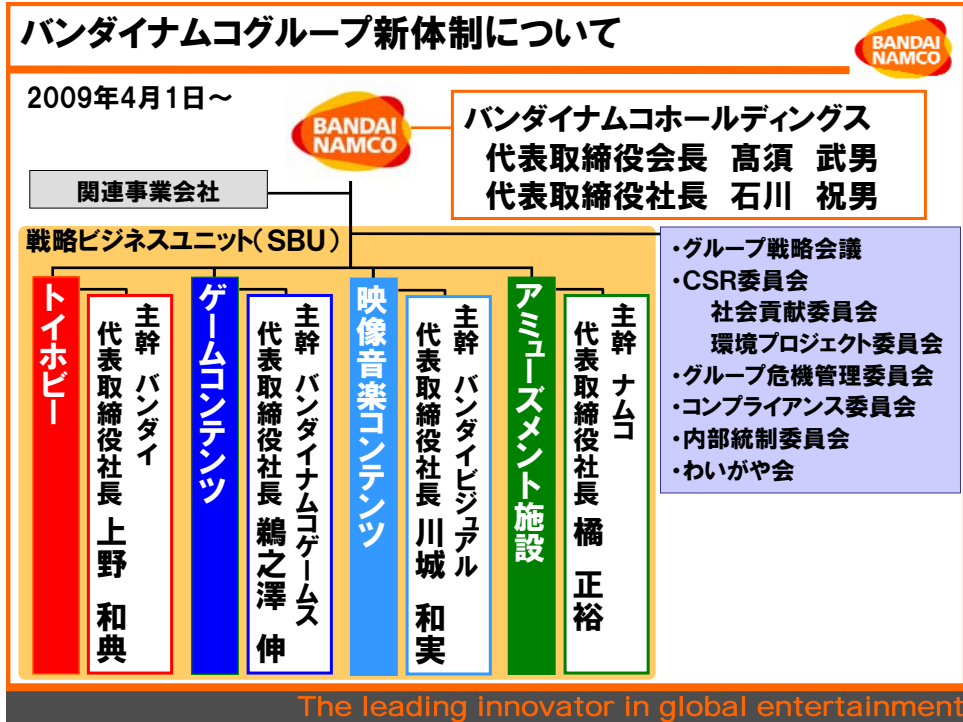 バンダイナムコグループ新体制について
BANDAI
NAMCO
2009年4月1日～
BANDAI
NAMCO
バンダイナムコホールディングス
代表取締役会長 髙須 武男
代表取締役社長 石川 祝男
関連事業会社
戦略ビジネスユニット(SBU)
トイホビー
主幹 バンダイ
代表取締役社長 上野 和典
ゲームコンテンツ
主幹 バンダイナムコゲームス
代表取締役社長 鵜之澤 伸
映像音楽コンテンツ
主幹 バンダイビジュアル
代表取締役社長 川城 和実
アミューズメント施設
主幹 ナムコ
代表取締役社長 橘 正裕
・グループ戦略会議
・CSR委員会
社会貢献委員会
環境プロジェクト委員会
・グループ危機管理委員会
・コンプライアンス委員会
・内部統制委員会
・わいがや会
The leading innovator in global entertainment